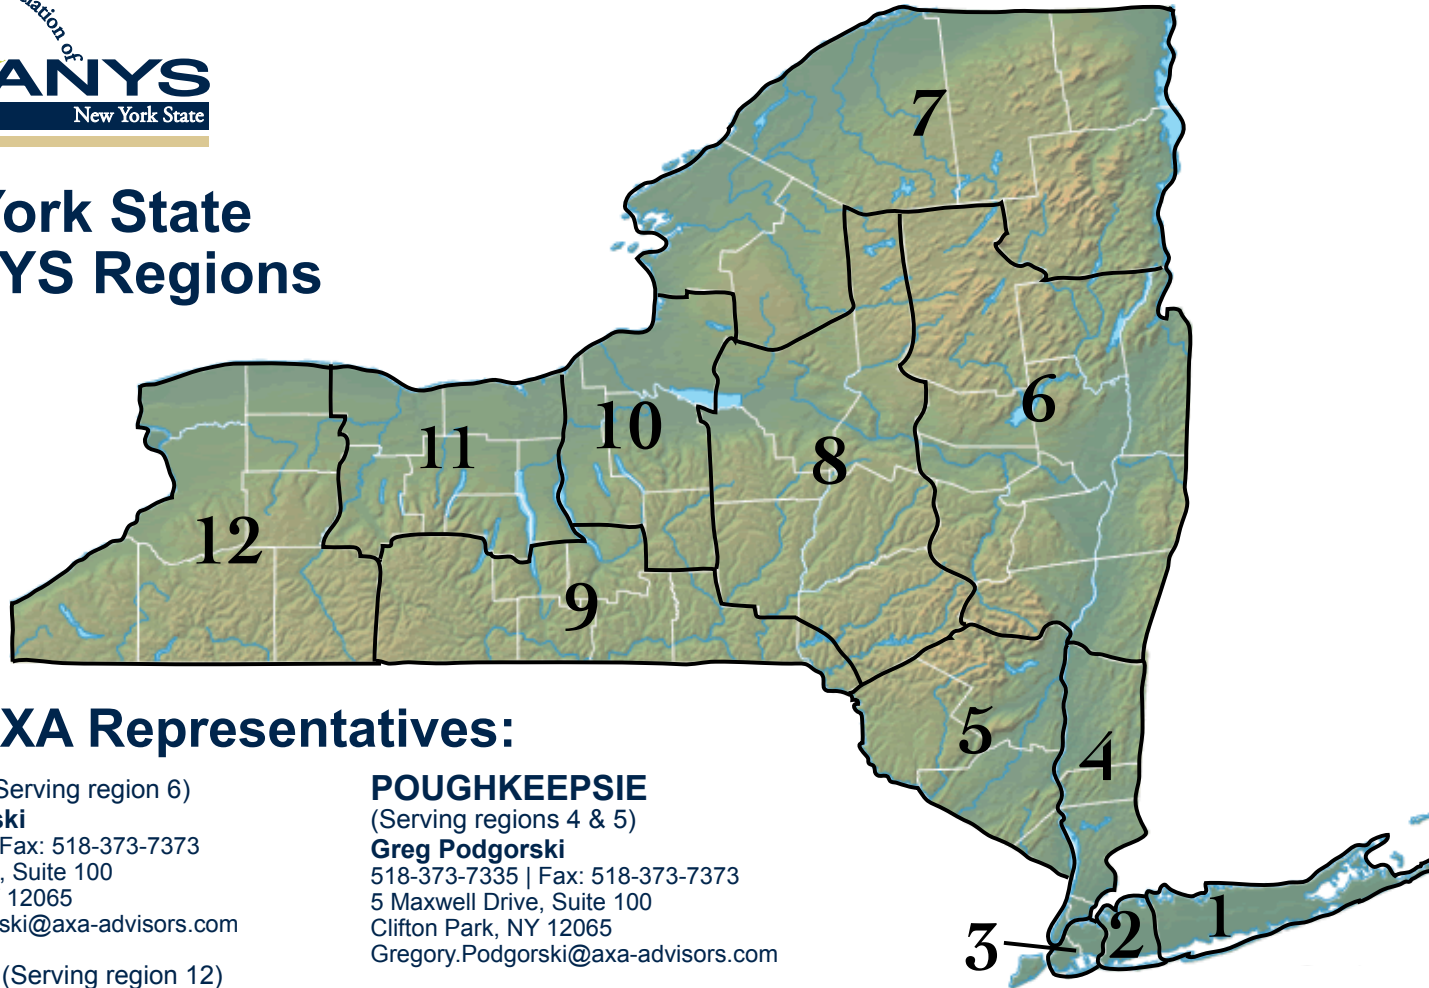 ation of
ANYS
New York State
York State
YS Regions
7
6
10
11
8
12
9
5
4
3
2
1
XA Representatives:
Serving region 6)
ski
Fax: 518-373-7373
, Suite 100
12065
ski@axa-advisors.com
(Serving region 12)
POUGHKEEPSIE
(Serving regions 4 & 5)
Greg Podgorski
518-373-7335 | Fax: 518-373-7373
5 Maxwell Drive, Suite 100
Clifton Park, NY 12065
Gregory.Podgorski@axa-advisors.com